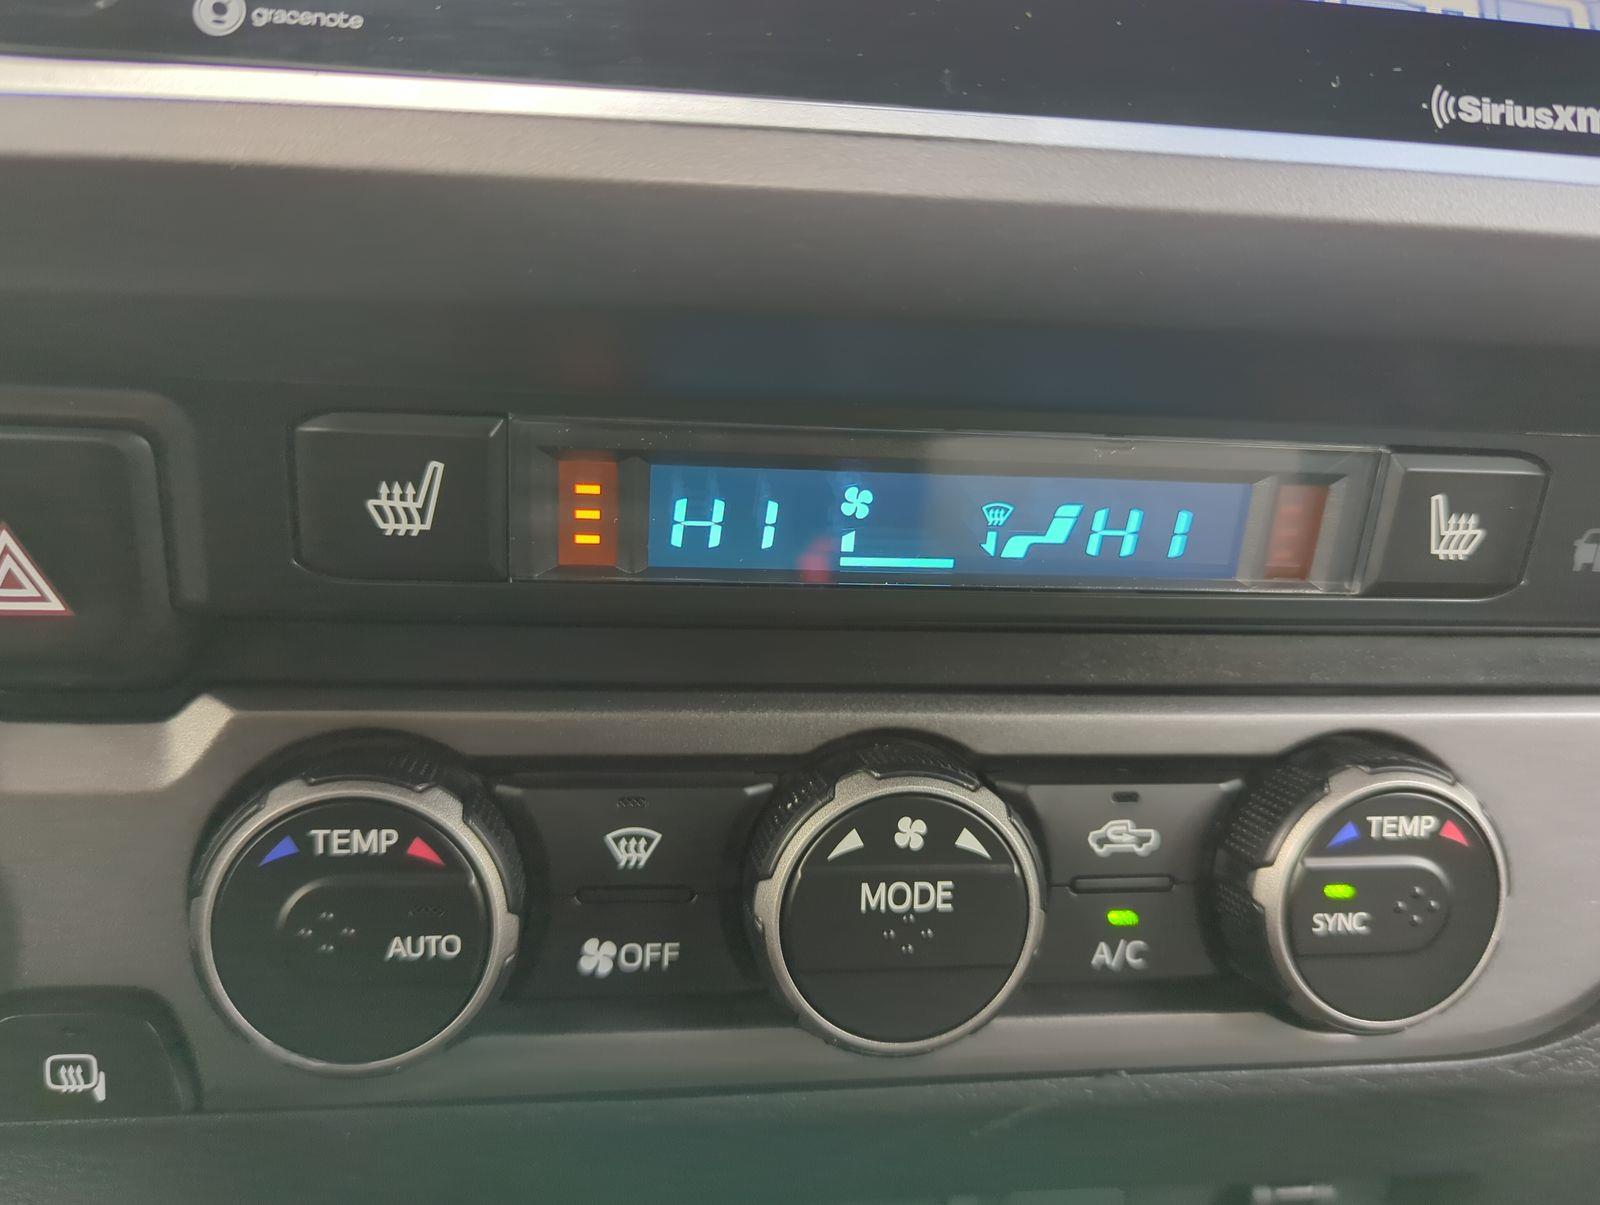 gracenote
SiriusXm
HI HI
TEMP
AUTO
OFF
MODE
A/C
TEMP
SYNC